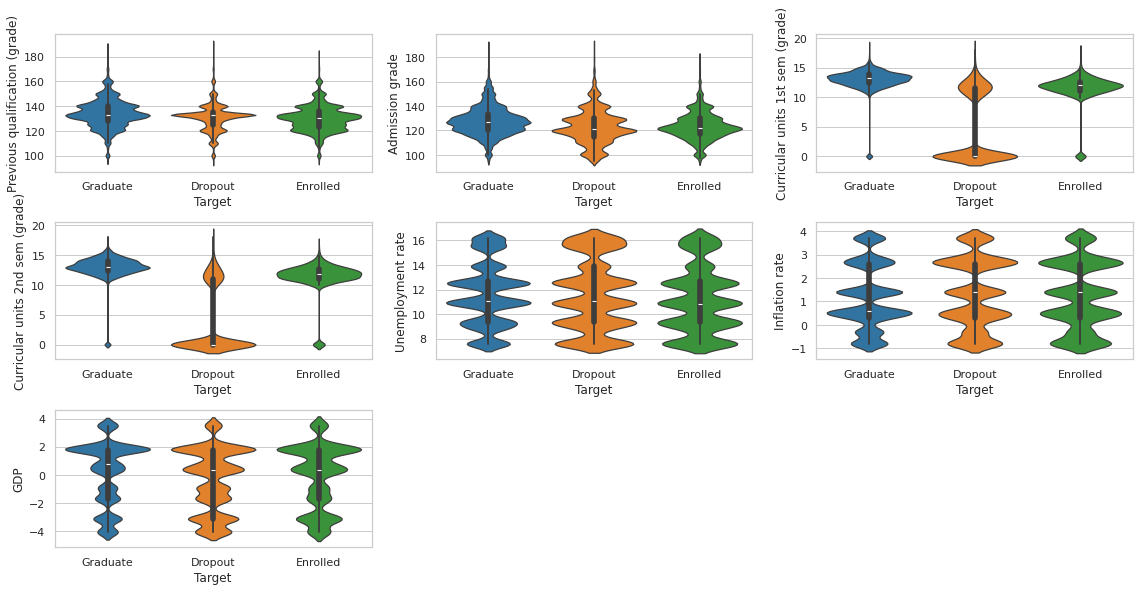 Previous qualification (grade)
180
160
140
120
100
Graduate
Dropout
Enrolled
Target
Admission grade
180
160
140
120
100
Graduate
Dropout
Enrolled
Target
Curricular units 1st sem (grade)
20
15
10
5
0
Graduate
Dropout
Enrolled
Target
Curricular units 2nd sem (grade)
20
15
10
5
0
Graduate
Dropout
Enrolled
Target
Unemployment rate
16
14
12
10
8
Graduate
Dropout
Enrolled
Target
Inflation rate
4
3
2
1
0
−1
Graduate
Dropout
Enrolled
Target
GDP
4
2
0
−2
−4
Graduate
Dropout
Enrolled
Target